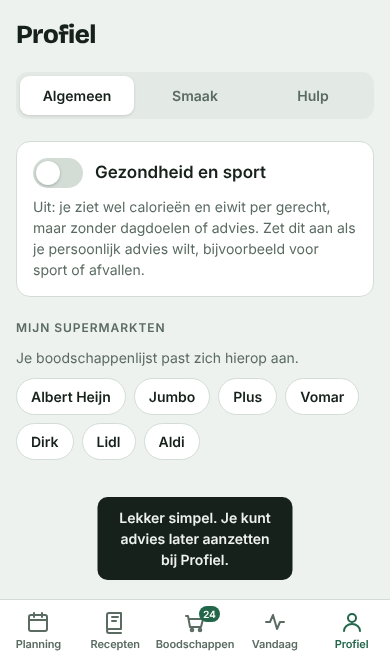 Profiel
Algemeen
Smaak
Hulp
Gezondheid en sport
Uit: je ziet wel calorieën en eiwit per gerecht,
maar zonder dagdoelen of advies. Zet dit aan als
je persoonlijk advies wilt, bijvoorbeeld voor
sport of afvallen.
MIJN SUPERMARKTEN
Je boodschappenlijst past zich hierop aan.
Albert Heijn
Jumbo
Plus
Vomar
Dirk
Lidl
Aldi
Lekker simpel. Je kunt
advies later aanzetten
bij Profiel.
24
Planning
Recepten
Boodschappen
Vandaag
Profiel